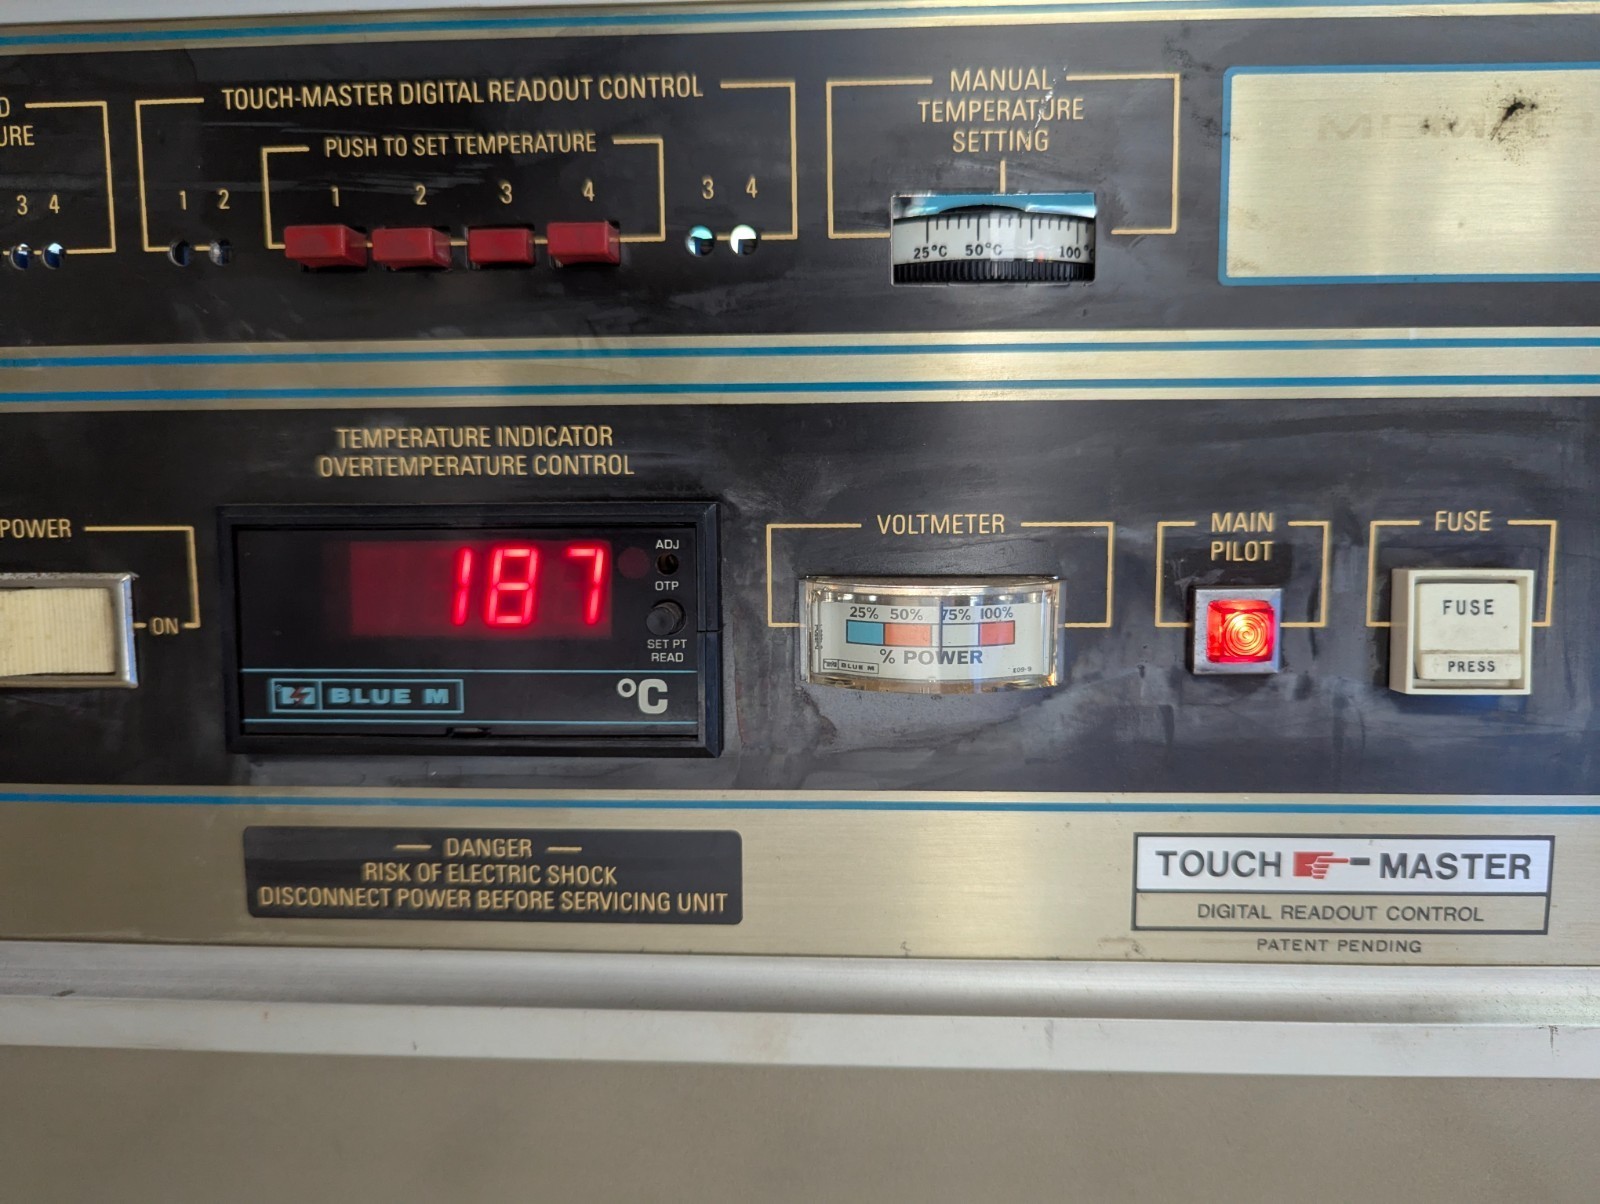 D
URE
3 4
TOUCH-MASTER DIGITAL READOUT CONTROL
PUSH TO SET TEMPERATURE
1 2
1 2 3 4
3 4
MANUAL
TEMPERATURE
SETTING
25°C 50°C 100°C
TEMPERATURE INDICATOR
OVERTEMPERATURE CONTROL
POWER
ON
187
ADJ
OTP
SET PT
READ
BLUE M
°C
VOLTMETER
25% 50% 75% 100%
% POWER
BLUE M
MAIN
PILOT
FUSE
FUSE
PRESS
DANGER
RISK OF ELECTRIC SHOCK
DISCONNECT POWER BEFORE SERVICING UNIT
TOUCH - MASTER
DIGITAL READOUT CONTROL
PATENT PENDING